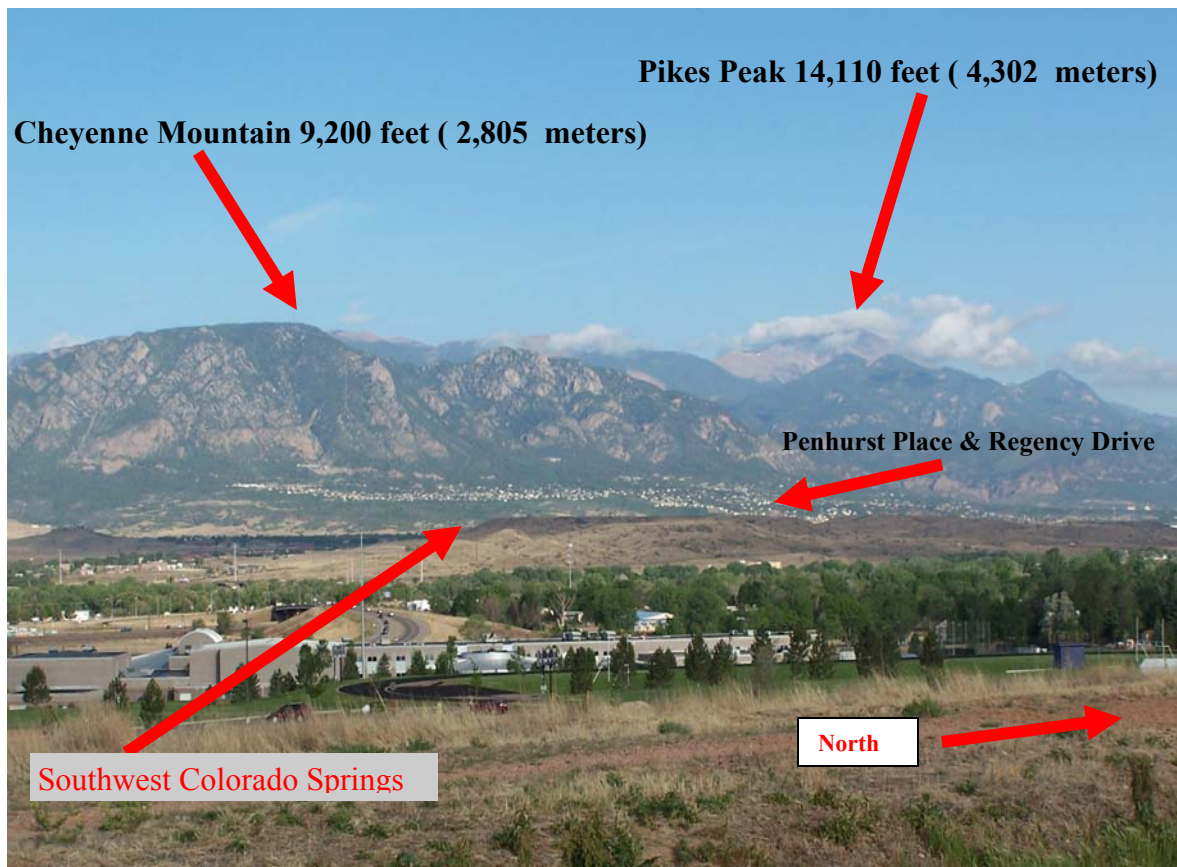 Pikes Peak 14,110 feet ( 4,302 meters)
Cheyenne Mountain 9,200 feet ( 2,805 meters)
Penhurst Place & Regency Drive
North
Southwest Colorado Springs